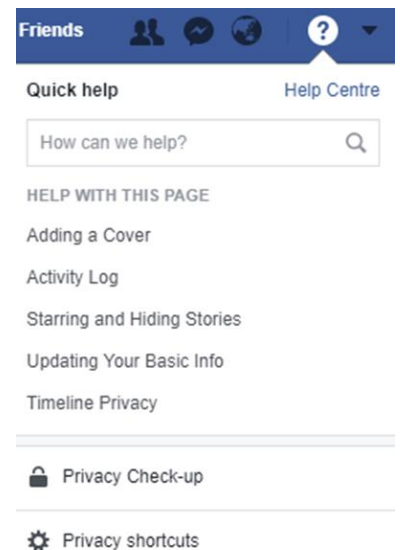 Friends ?
Quick help Help Centre
How can we help?
HELP WITH THIS PAGE
Adding a Cover
Activity Log
Starring and Hiding Stories
Updating Your Basic Info
Timeline Privacy
Privacy Check-up
Privacy shortcuts